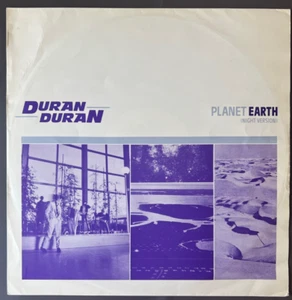 DURAN
DURAN
PLANET EARTH
(NIGHT VERSION)